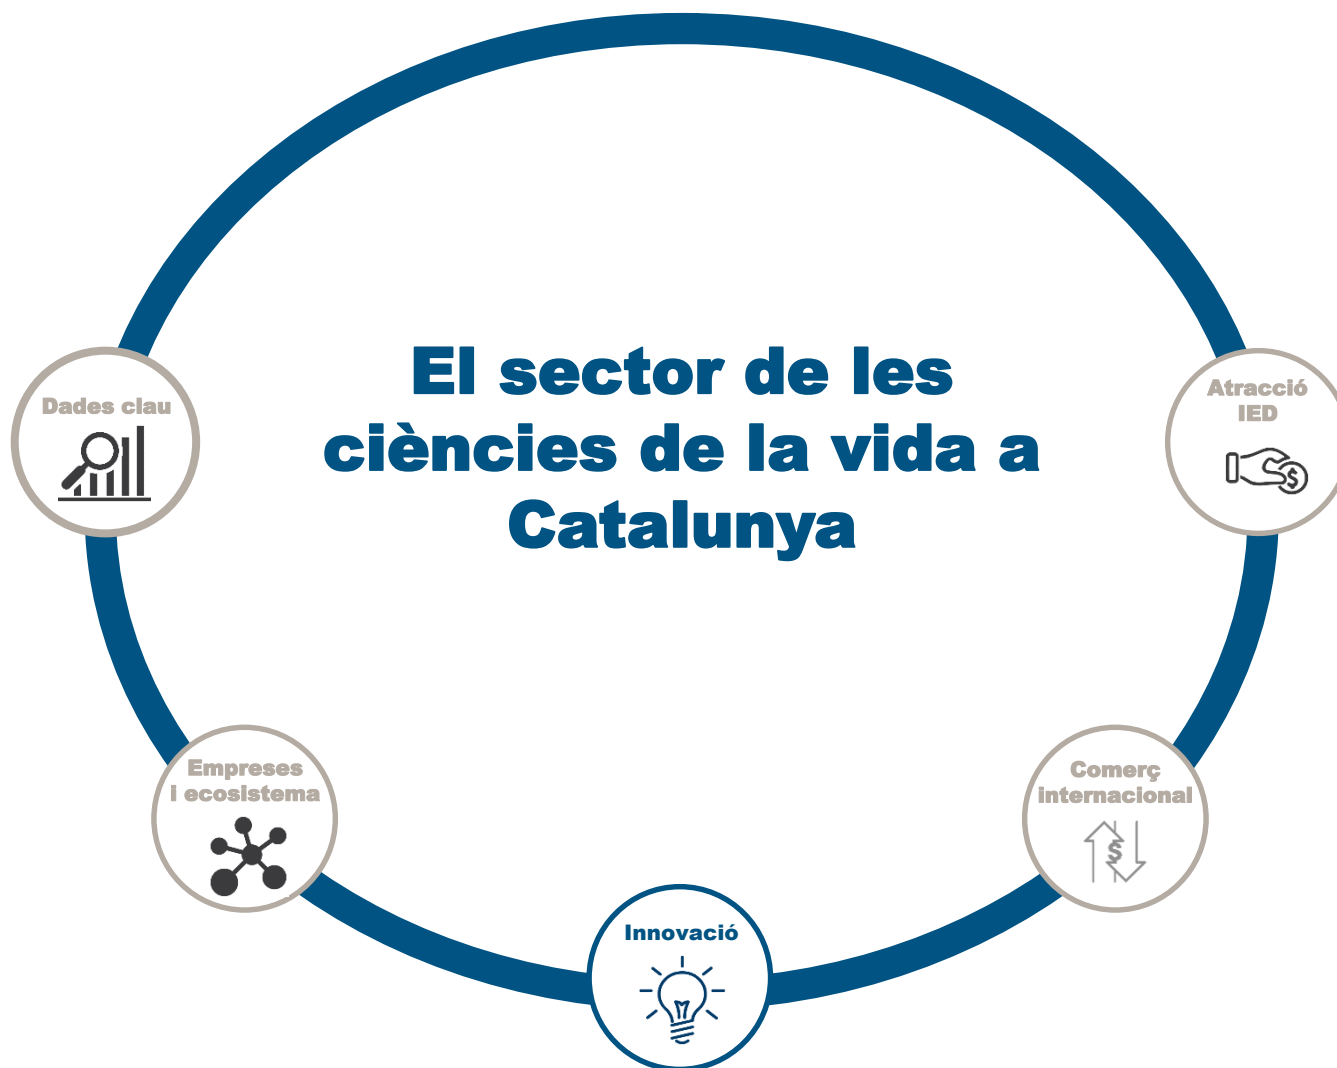 El sector de les
ciències de la vida a
Catalunya
Dades clau
Atracció
IED
Empreses
i ecosistema
Comerç
internacional
$
Innovació